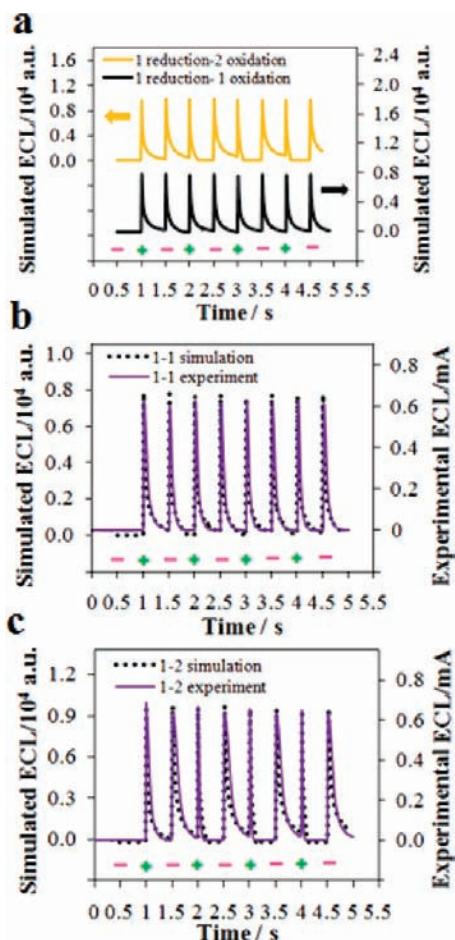 a
1 reduction-2 oxidation
1 reduction-1 oxidation
Simulated ECL/10⁴ a.u.
1.6
1.2
0.8
0.4
0.0
2.4
2.0
1.6
1.2
0.8
0.4
0.0
Simulated ECL/10⁴ a.u.
− + − + − + − + −
0 0.5 1 1.5 2 2.5 3 3.5 4 4.5 5 5.5
Time / s
b
1-1 simulation
1-1 experiment
Simulated ECL/10⁴ a.u.
1.0
0.8
0.6
0.4
0.2
0.0
0.8
0.6
0.4
0.2
0
Experimental ECL/mA
− + − + − + − + −
0 0.5 1 1.5 2 2.5 3 3.5 4 4.5 5 5.5
Time / s
c
1-2 simulation
1-2 experiment
Simulated ECL/10⁴ a.u.
1.2
0.9
0.6
0.3
0.0
0.8
0.6
0.4
0.2
0.0
Experimental ECL/mA
− + − + − + − + −
0 0.5 1 1.5 2 2.5 3 3.5 4 4.5 5 5.5
Time / s